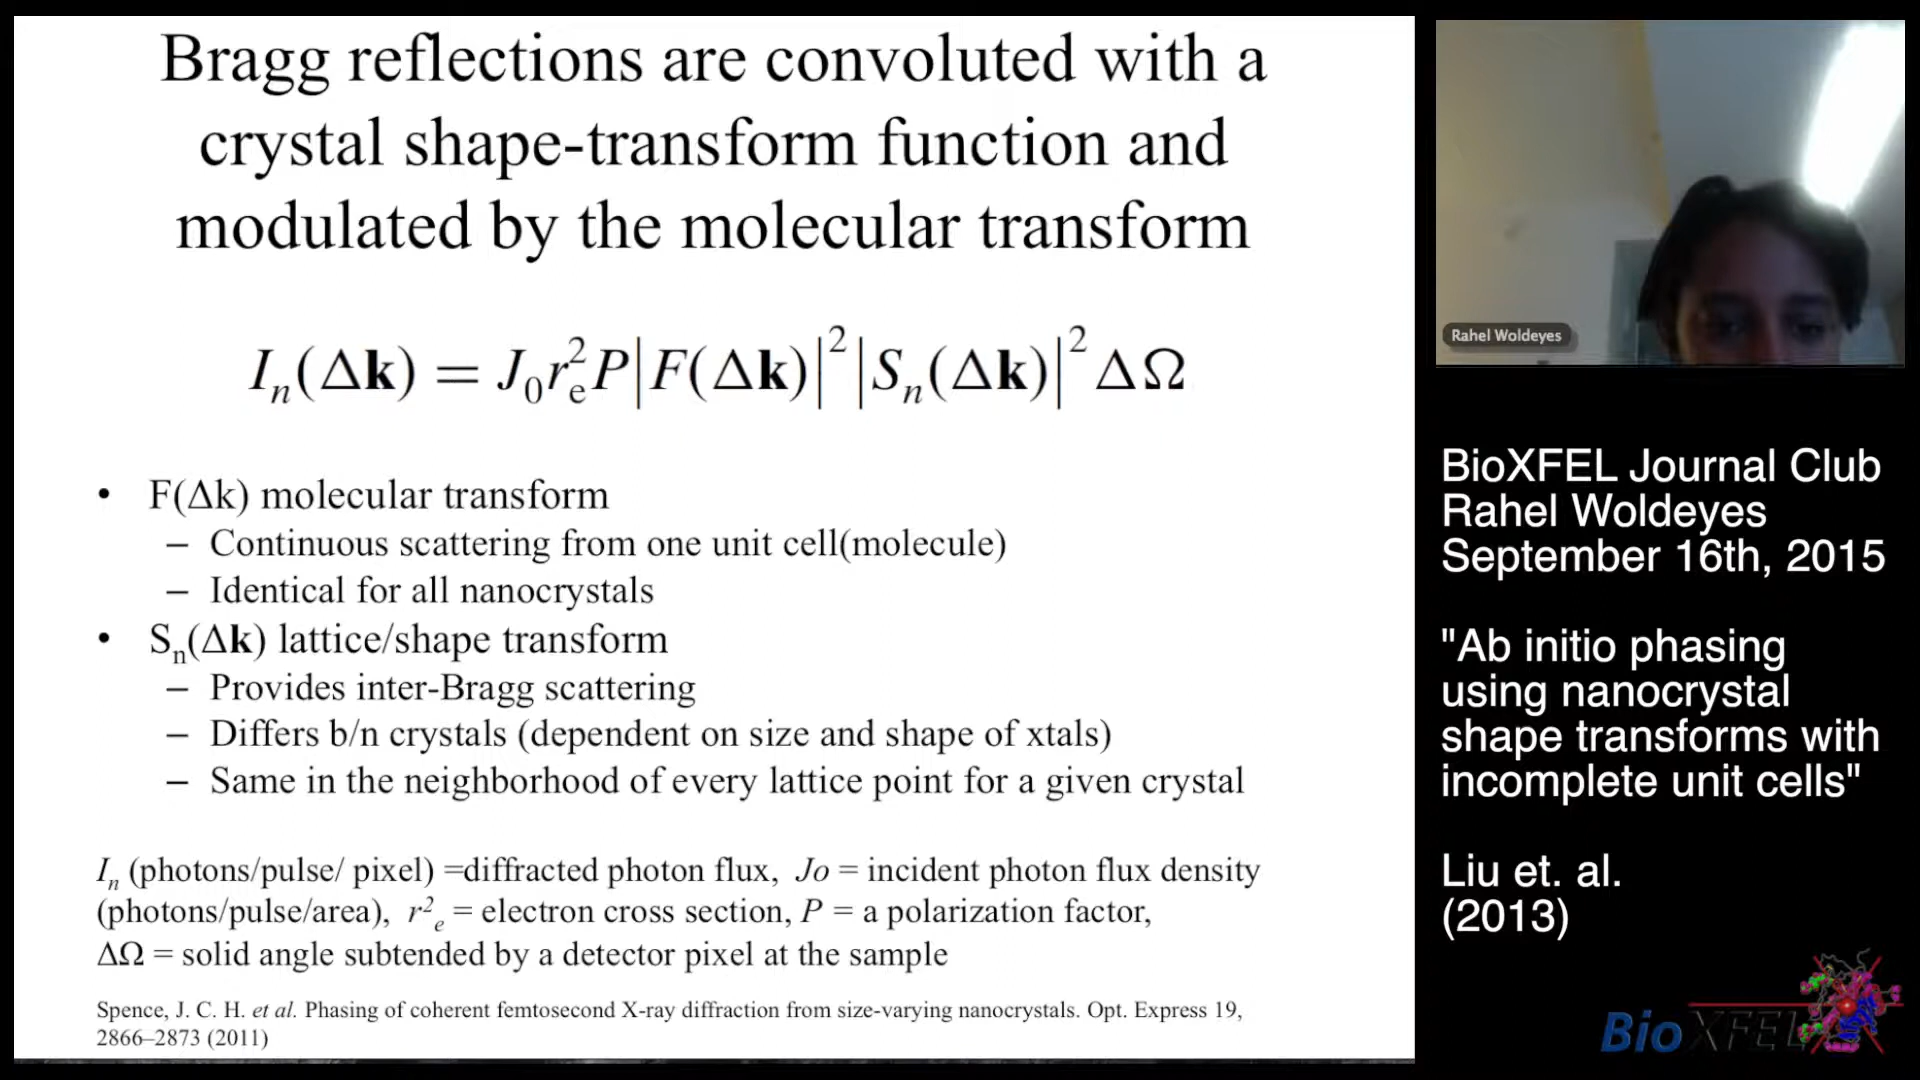 Bragg reflections are convoluted with a
crystal shape-transform function and
modulated by the molecular transform
Iₙ(Δk) = J₀rₑ²P|F(Δk)|²|Sₙ(Δk)|²ΔΩ
• F(Δk) molecular transform
– Continuous scattering from one unit cell(molecule)
– Identical for all nanocrystals
• Sₙ(Δk) lattice/shape transform
– Provides inter-Bragg scattering
– Differs b/n crystals (dependent on size and shape of xtals)
– Same in the neighborhood of every lattice point for a given crystal
Iₙ (photons/pulse/ pixel) =diffracted photon flux, Jo = incident photon flux density
(photons/pulse/area), r²ₑ = electron cross section, P = a polarization factor,
ΔΩ = solid angle subtended by a detector pixel at the sample
Spence, J. C. H. et al. Phasing of coherent femtosecond X-ray diffraction from size-varying nanocrystals. Opt. Express 19,
2866–2873 (2011)
Rahel Woldeyes
BioXFEL Journal Club
Rahel Woldeyes
September 16th, 2015
"Ab initio phasing
using nanocrystal
shape transforms with
incomplete unit cells"
Liu et. al.
(2013)
BioXFEL